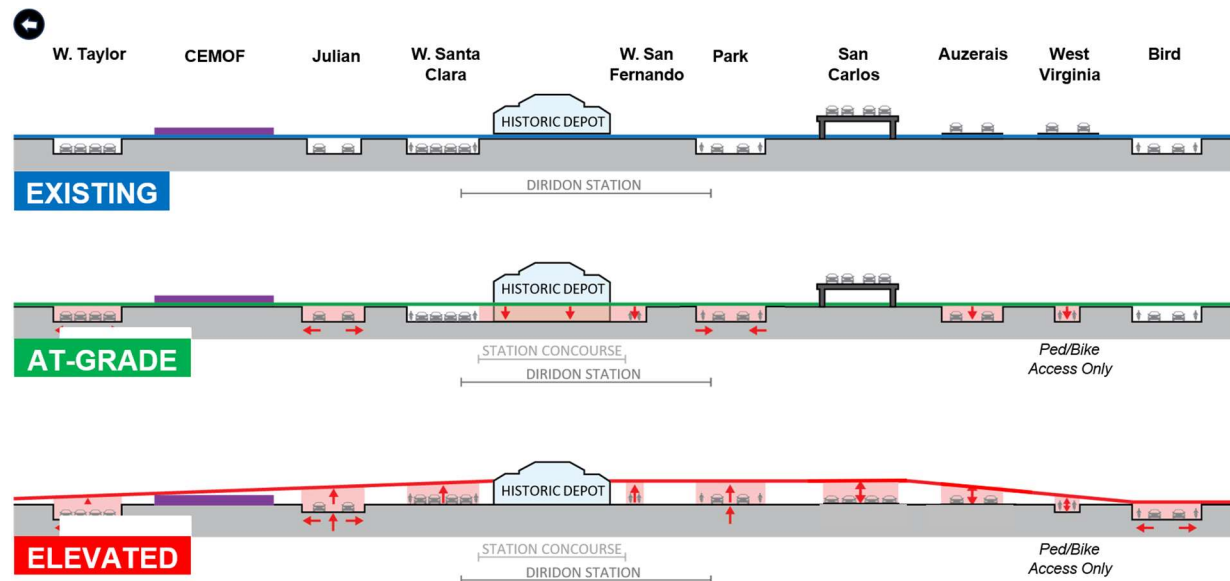 W. Taylor
CEMOF
Julian
W. Santa
Clara
W. San
Fernando
Park
San
Carlos
Auzerais
West
Virginia
Bird
HISTORIC DEPOT
EXISTING
DIRIDON STATION
HISTORIC DEPOT
AT-GRADE
STATION CONCOURSE
DIRIDON STATION
Ped/Bike
Access Only
HISTORIC DEPOT
ELEVATED
STATION CONCOURSE
DIRIDON STATION
Ped/Bike
Access Only